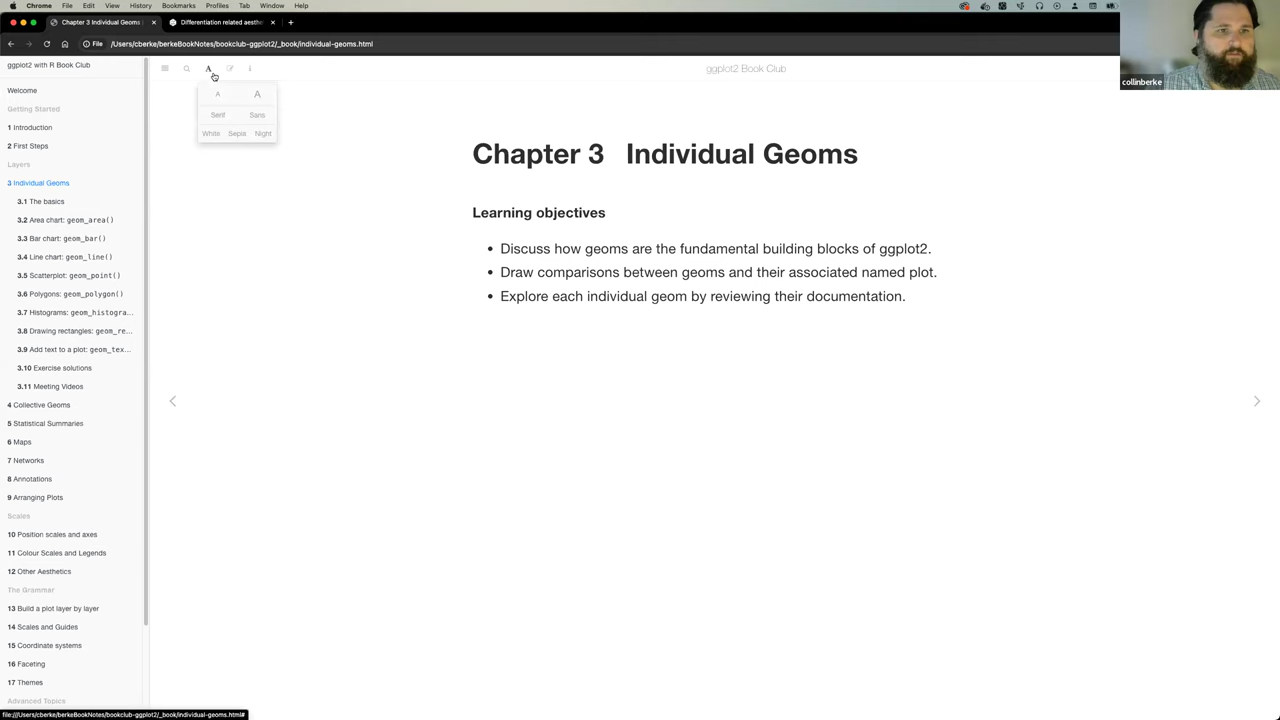 Chrome File Edit View History Bookmarks Profiles Tab Window Help
Chapter 3 Individual Geoms
Differentiation related aesthe
File /Users/cberke/berkeBookNotes/bookclub-ggplot2/_book/individual-geoms.html
collinberke
ggplot2 with R Book Club
Welcome
Getting Started
1 Introduction
2 First Steps
Layers
3 Individual Geoms
3.1 The basics
3.2 Area chart: geom_area()
3.3 Bar chart: geom_bar()
3.4 Line chart: geom_line()
3.5 Scatterplot: geom_point()
3.6 Polygons: geom_polygon()
3.7 Histograms: geom_histogra...
3.8 Drawing rectangles: geom_re...
3.9 Add text to a plot: geom_tex...
3.10 Exercise solutions
3.11 Meeting Videos
4 Collective Geoms
5 Statistical Summaries
6 Maps
7 Networks
8 Annotations
9 Arranging Plots
Scales
10 Position scales and axes
11 Colour Scales and Legends
12 Other Aesthetics
The Grammar
13 Build a plot layer by layer
14 Scales and Guides
15 Coordinate systems
16 Faceting
17 Themes
Advanced Topics
file:///Users/cberke/berkeBookNotes/bookclub-ggplot2/_book/individual-geoms.html#
A
ggplot2 Book Club
A A
Serif Sans
White Sepia Night
Chapter 3 Individual Geoms
Learning objectives
• Discuss how geoms are the fundamental building blocks of ggplot2.
• Draw comparisons between geoms and their associated named plot.
• Explore each individual geom by reviewing their documentation.